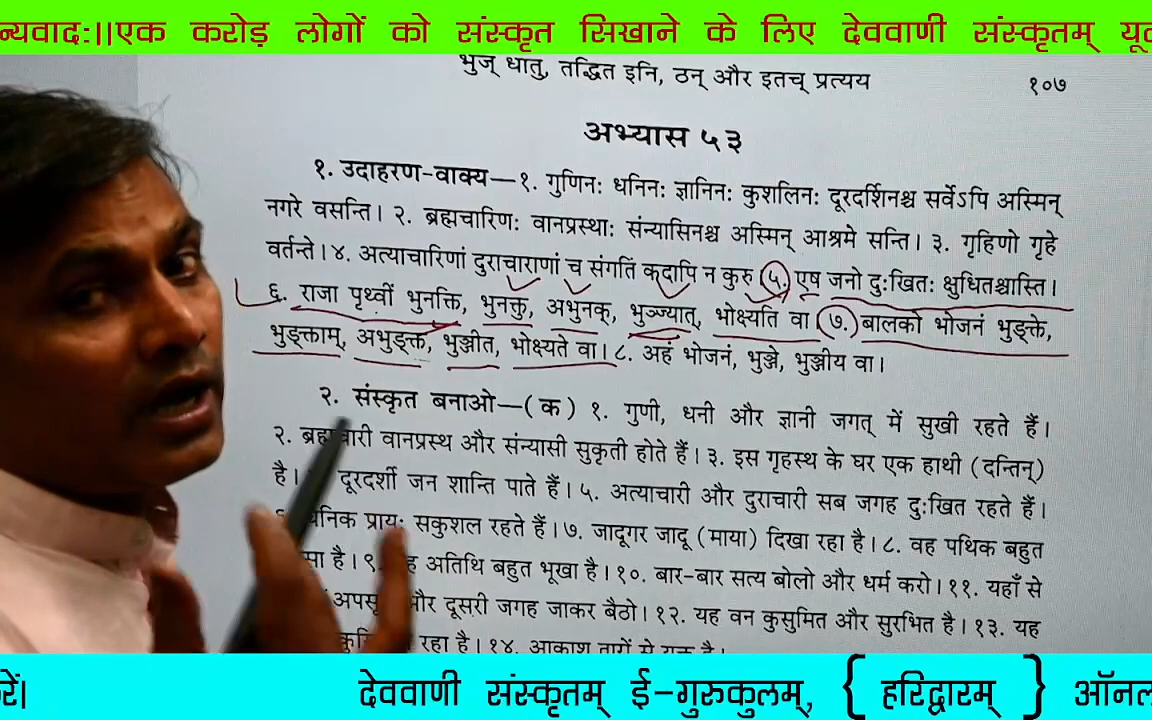 न्यवादः||एक करोड़ लोगों को संस्कृत सिखाने के लिए देववाणी संस्कृतम् यू
भुज् धातु, तद्धित इनि, ठन् और इतच् प्रत्यय १०७
अभ्यास ५३
१. उदाहरण-वाक्य—१. गुणिनः धनिनः ज्ञानिनः कुशलिनः दूरदर्शिनश्च सर्वेऽपि अस्मिन्
नगरे वसन्ति। २. ब्रह्मचारिणः वानप्रस्थाः संन्यासिनश्च अस्मिन् आश्रमे सन्ति। ३. गृहिणो गृहे
वर्तन्ते। ४. अत्याचारिणां दुराचाराणां च संगतिं कदापि न कुरु ५. एष जनो दुःखितः क्षुधितश्चास्ति।
६. राजा पृथ्वीं भुनक्ति, भुनक्तु, अभुनक्, भुञ्ज्यात्, भोक्ष्यति वा ७. बालको भोजनं भुङ्क्ते,
भुङ्क्ताम्, अभुङ्क्त, भुञ्जीत, भोक्ष्यते वा। ८. अहं भोजनं, भुञ्जे, भुञ्जीय वा।
२. संस्कृत बनाओ—(क) १. गुणी, धनी और ज्ञानी जगत् में सुखी रहते हैं।
२. वानप्रस्थ और संन्यासी सुकृती होते हैं। ३. इस गृहस्थ के घर एक हाथी (दन्तिन्)
है। दूरदर्शी जन शान्ति पाते हैं। ५. अत्याचारी और दुराचारी सब जगह दुःखित रहते हैं।
प्रायः सकुशल रहते हैं। ७. जादूगर जादू (माया) दिखा रहा है। ८. वह पथिक बहुत
है। ९. अतिथि बहुत भूखा है। १०. बार-बार सत्य बोलो और धर्म करो। ११. यहाँ से
और दूसरी जगह जाकर बैठो। १२. यह वन कुसुमित और सुरभित है। १३. यह
रहा है। १४. आकाश तारों से युक्त है।
रें। देववाणी संस्कृतम् ई-गुरुकुलम्, { हरिद्वारम् } ऑनल